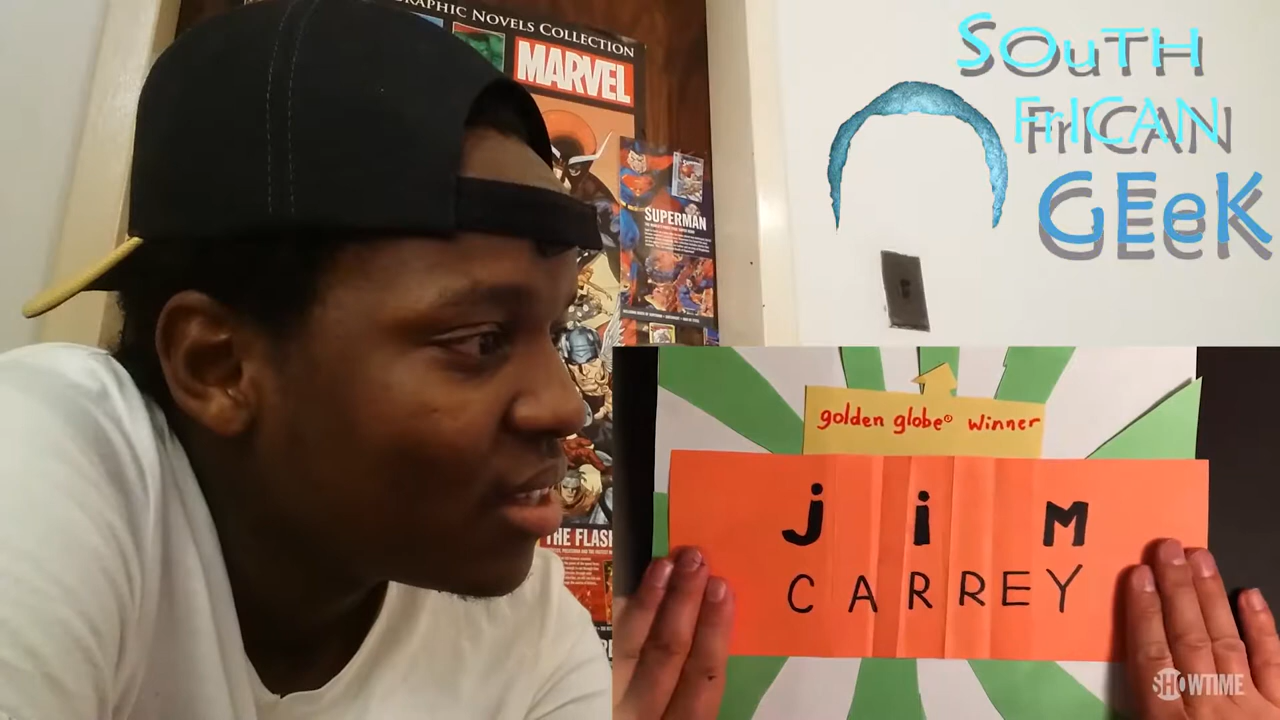 GRAPHIC NOVELS COLLECTION
MARVEL
SUPERMAN
THE FLASH
SOuTH
FrICAN
GEeK
golden globe® winner
jiM
CARREY
SHOWTIME